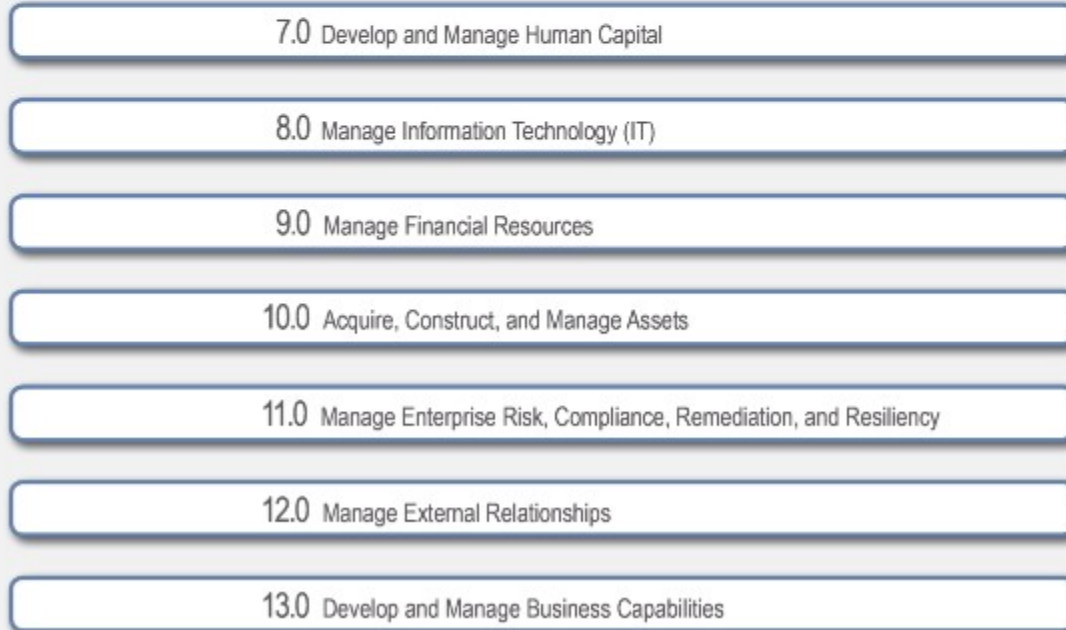 7.0 Develop and Manage Human Capital
8.0 Manage Information Technology (IT)
9.0 Manage Financial Resources
10.0 Acquire, Construct, and Manage Assets
11.0 Manage Enterprise Risk, Compliance, Remediation, and Resiliency
12.0 Manage External Relationships
13.0 Develop and Manage Business Capabilities